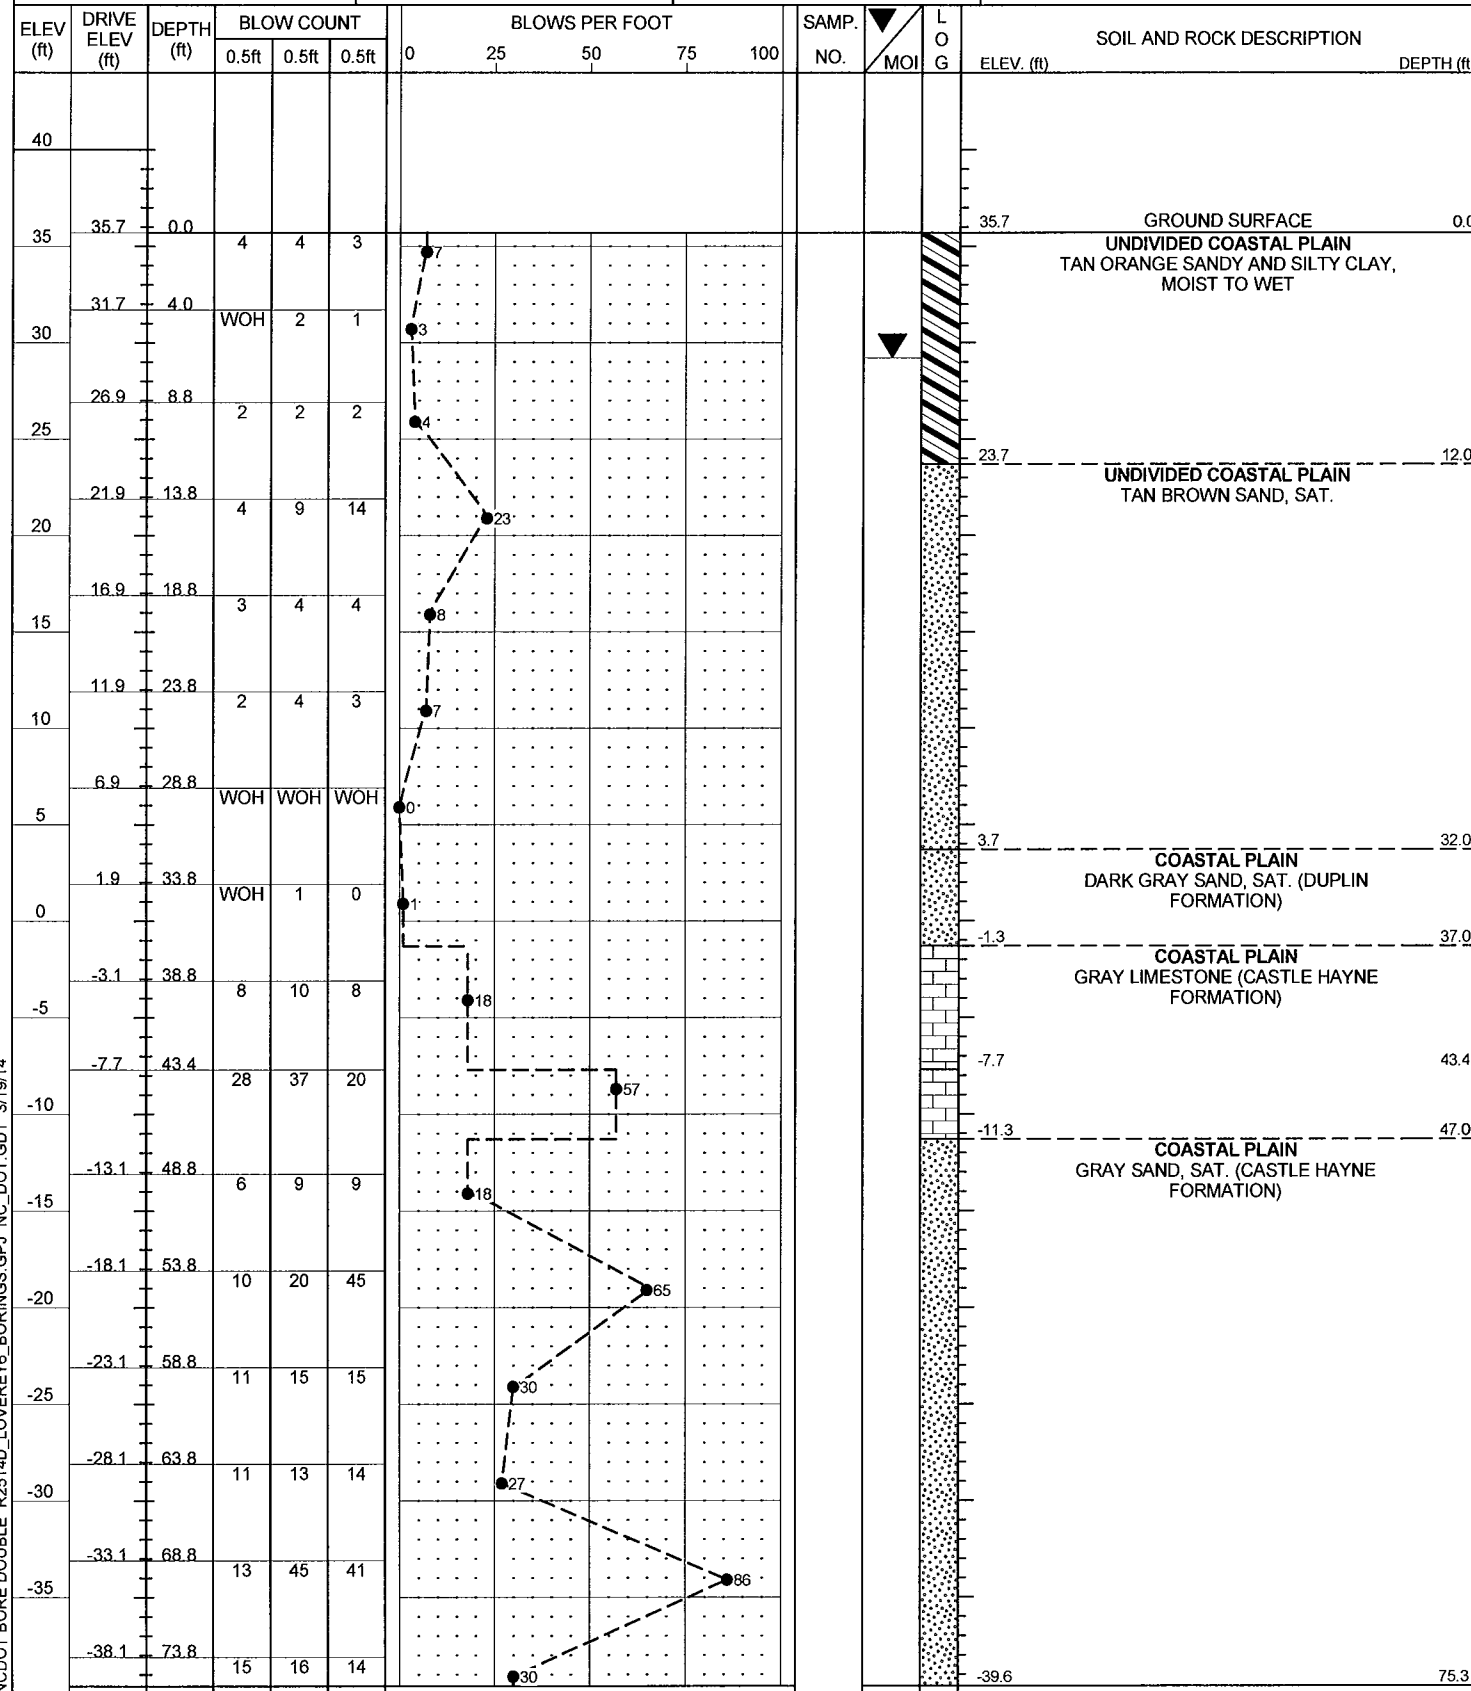 ELEV (ft) DRIVE ELEV (ft) DEPTH (ft) BLOW COUNT BLOWS PER FOOT SAMP. NO. MOI L O G SOIL AND ROCK DESCRIPTION
0.5ft 0.5ft 0.5ft 0 25 50 75 100 ELEV. (ft) DEPTH (ft
40
35.7 0.0 35.7 GROUND SURFACE 0.0
35 4 4 3 7 UNDIVIDED COASTAL PLAIN
TAN ORANGE SANDY AND SILTY CLAY,
MOIST TO WET
31.7 4.0
WOH 2 1 3
30
26.9 8.8
2 2 2 4
25
23.7 12.0
UNDIVIDED COASTAL PLAIN
21.9 13.8 TAN BROWN SAND, SAT.
4 9 14 23
20
16.9 18.8
3 4 4 8
15
11.9 23.8
2 4 3 7
10
6.9 28.8
WOH WOH WOH 0
5
3.7 32.0
COASTAL PLAIN
1.9 33.8 DARK GRAY SAND, SAT. (DUPLIN
WOH 1 0 1 FORMATION)
0
-1.3 37.0
COASTAL PLAIN
-3.1 38.8 GRAY LIMESTONE (CASTLE HAYNE
8 10 8 18 FORMATION)
-5
-7.7 43.4 -7.7 43.4
28 37 20 57
-10
-11.3 47.0
COASTAL PLAIN
-13.1 48.8 GRAY SAND, SAT. (CASTLE HAYNE
6 9 9 18 FORMATION)
-15
-18.1 53.8
10 20 45 65
-20
-23.1 58.8
11 15 15 30
-25
-28.1 63.8
11 13 14 27
-30
-33.1 68.8
13 45 41 86
-35
-38.1 73.8
15 16 14 30
-39.6 75.3